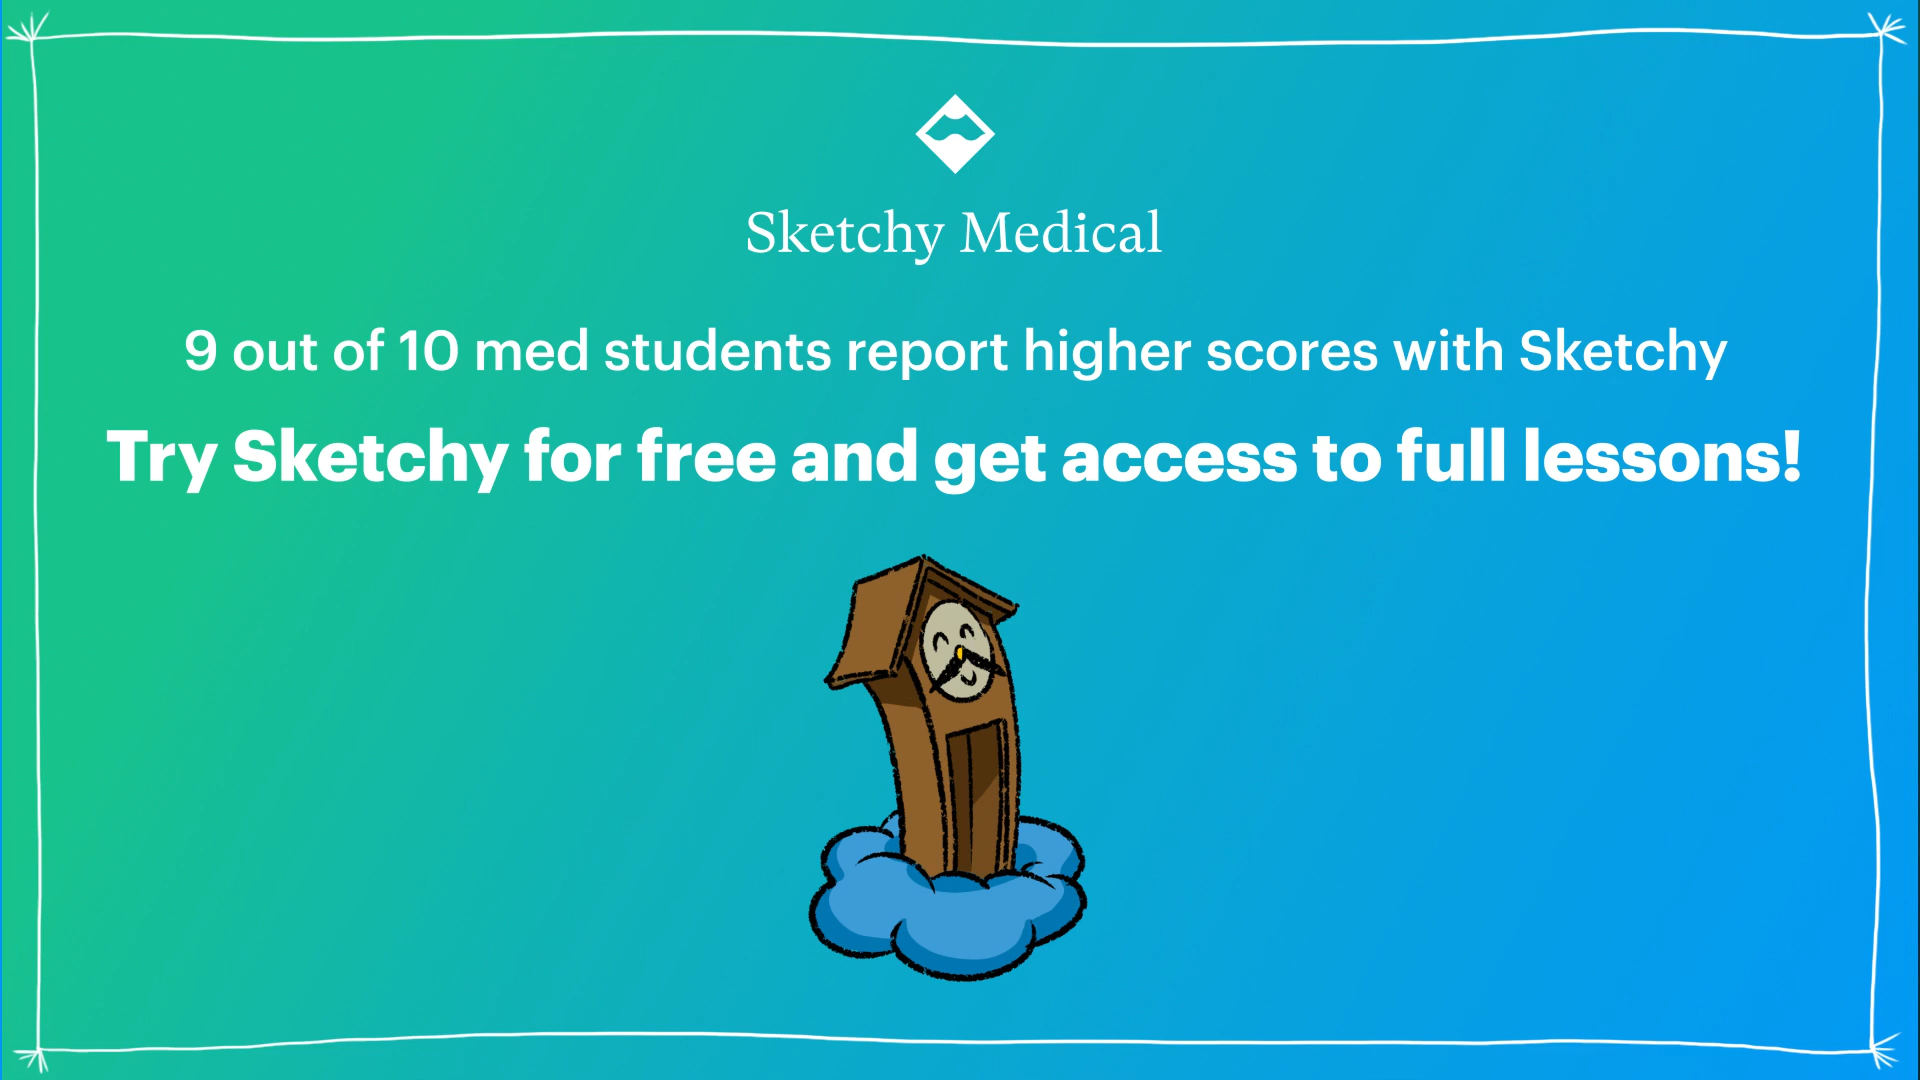 Sketchy Medical
9 out of 10 med students report higher scores with Sketchy
Try Sketchy for free and get access to full lessons!